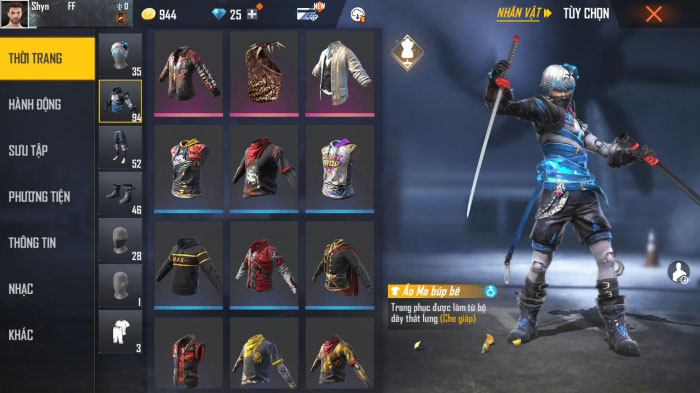 Shyn FF 0
944
25
NEW
NHÂN VẬT
TÙY CHỌN
THỜI TRANG
HÀNH ĐỘNG
SƯU TẬP
PHƯƠNG TIỆN
THÔNG TIN
NHẠC
KHÁC
35
94
52
46
28
1
3
Áo Ma búp bê
Trang phục được làm từ bộ
dây thắt lưng (Che giáp)